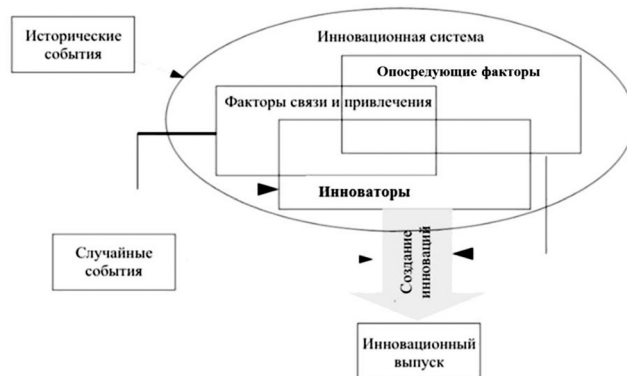 Исторические
события
Инновационная система
Опосредующие факторы
Факторы связи и привлечения
Инноваторы
Случайные
события
Создание
инноваций
Инновационный
выпуск